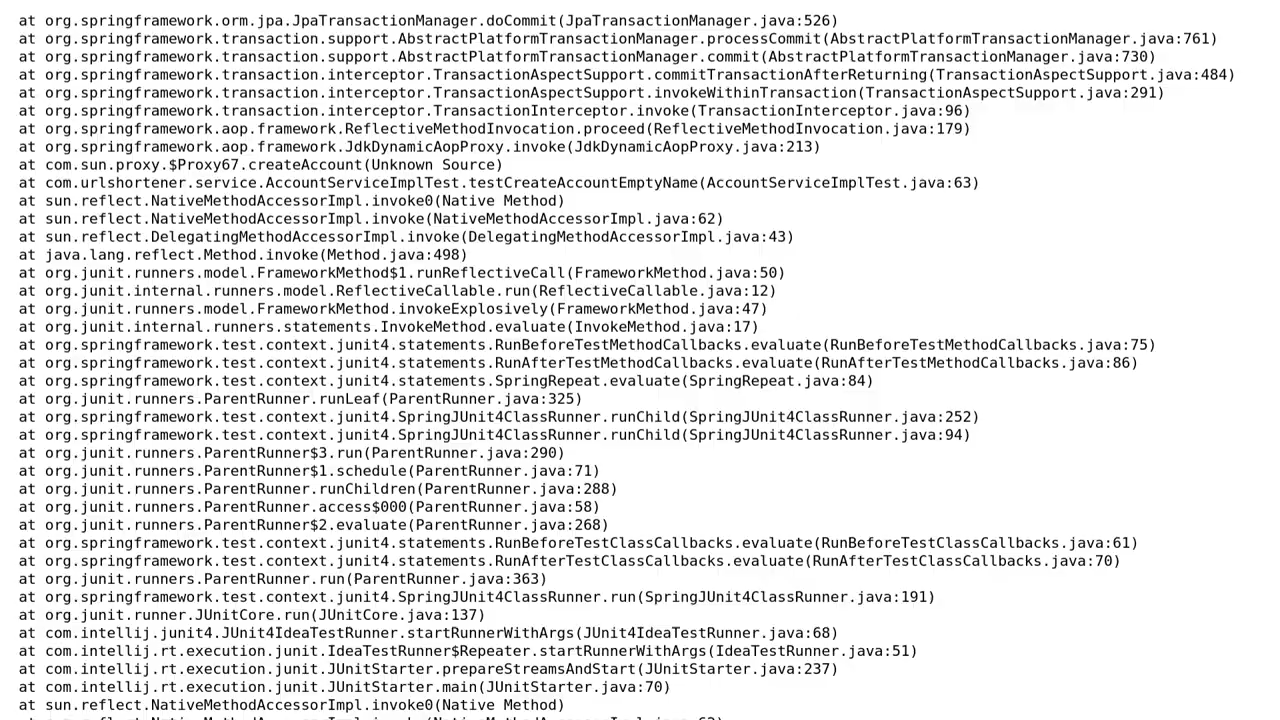 at org.springframework.orm.jpa.JpaTransactionManager.doCommit(JpaTransactionManager.java:526)
at org.springframework.transaction.support.AbstractPlatformTransactionManager.processCommit(AbstractPlatformTransactionManager.java:761)
at org.springframework.transaction.support.AbstractPlatformTransactionManager.commit(AbstractPlatformTransactionManager.java:730)
at org.springframework.transaction.interceptor.TransactionAspectSupport.commitTransactionAfterReturning(TransactionAspectSupport.java:484)
at org.springframework.transaction.interceptor.TransactionAspectSupport.invokeWithinTransaction(TransactionAspectSupport.java:291)
at org.springframework.transaction.interceptor.TransactionInterceptor.invoke(TransactionInterceptor.java:96)
at org.springframework.aop.framework.ReflectiveMethodInvocation.proceed(ReflectiveMethodInvocation.java:179)
at org.springframework.aop.framework.JdkDynamicAopProxy.invoke(JdkDynamicAopProxy.java:213)
at com.sun.proxy.$Proxy67.createAccount(Unknown Source)
at com.urlshortener.service.AccountServiceImplTest.testCreateAccountEmptyName(AccountServiceImplTest.java:63)
at sun.reflect.NativeMethodAccessorImpl.invoke0(Native Method)
at sun.reflect.NativeMethodAccessorImpl.invoke(NativeMethodAccessorImpl.java:62)
at sun.reflect.DelegatingMethodAccessorImpl.invoke(DelegatingMethodAccessorImpl.java:43)
at java.lang.reflect.Method.invoke(Method.java:498)
at org.junit.runners.model.FrameworkMethod$1.runReflectiveCall(FrameworkMethod.java:50)
at org.junit.internal.runners.model.ReflectiveCallable.run(ReflectiveCallable.java:12)
at org.junit.runners.model.FrameworkMethod.invokeExplosively(FrameworkMethod.java:47)
at org.junit.internal.runners.statements.InvokeMethod.evaluate(InvokeMethod.java:17)
at org.springframework.test.context.junit4.statements.RunBeforeTestMethodCallbacks.evaluate(RunBeforeTestMethodCallbacks.java:75)
at org.springframework.test.context.junit4.statements.RunAfterTestMethodCallbacks.evaluate(RunAfterTestMethodCallbacks.java:86)
at org.springframework.test.context.junit4.statements.SpringRepeat.evaluate(SpringRepeat.java:84)
at org.junit.runners.ParentRunner.runLeaf(ParentRunner.java:325)
at org.springframework.test.context.junit4.SpringJUnit4ClassRunner.runChild(SpringJUnit4ClassRunner.java:252)
at org.springframework.test.context.junit4.SpringJUnit4ClassRunner.runChild(SpringJUnit4ClassRunner.java:94)
at org.junit.runners.ParentRunner$3.run(ParentRunner.java:290)
at org.junit.runners.ParentRunner$1.schedule(ParentRunner.java:71)
at org.junit.runners.ParentRunner.runChildren(ParentRunner.java:288)
at org.junit.runners.ParentRunner.access$000(ParentRunner.java:58)
at org.junit.runners.ParentRunner$2.evaluate(ParentRunner.java:268)
at org.springframework.test.context.junit4.statements.RunBeforeTestClassCallbacks.evaluate(RunBeforeTestClassCallbacks.java:61)
at org.springframework.test.context.junit4.statements.RunAfterTestClassCallbacks.evaluate(RunAfterTestClassCallbacks.java:70)
at org.junit.runners.ParentRunner.run(ParentRunner.java:363)
at org.springframework.test.context.junit4.SpringJUnit4ClassRunner.run(SpringJUnit4ClassRunner.java:191)
at org.junit.runner.JUnitCore.run(JUnitCore.java:137)
at com.intellij.junit4.JUnit4IdeaTestRunner.startRunnerWithArgs(JUnit4IdeaTestRunner.java:68)
at com.intellij.rt.execution.junit.IdeaTestRunner$Repeater.startRunnerWithArgs(IdeaTestRunner.java:51)
at com.intellij.rt.execution.junit.JUnitStarter.prepareStreamsAndStart(JUnitStarter.java:237)
at com.intellij.rt.execution.junit.JUnitStarter.main(JUnitStarter.java:70)
at sun.reflect.NativeMethodAccessorImpl.invoke0(Native Method)